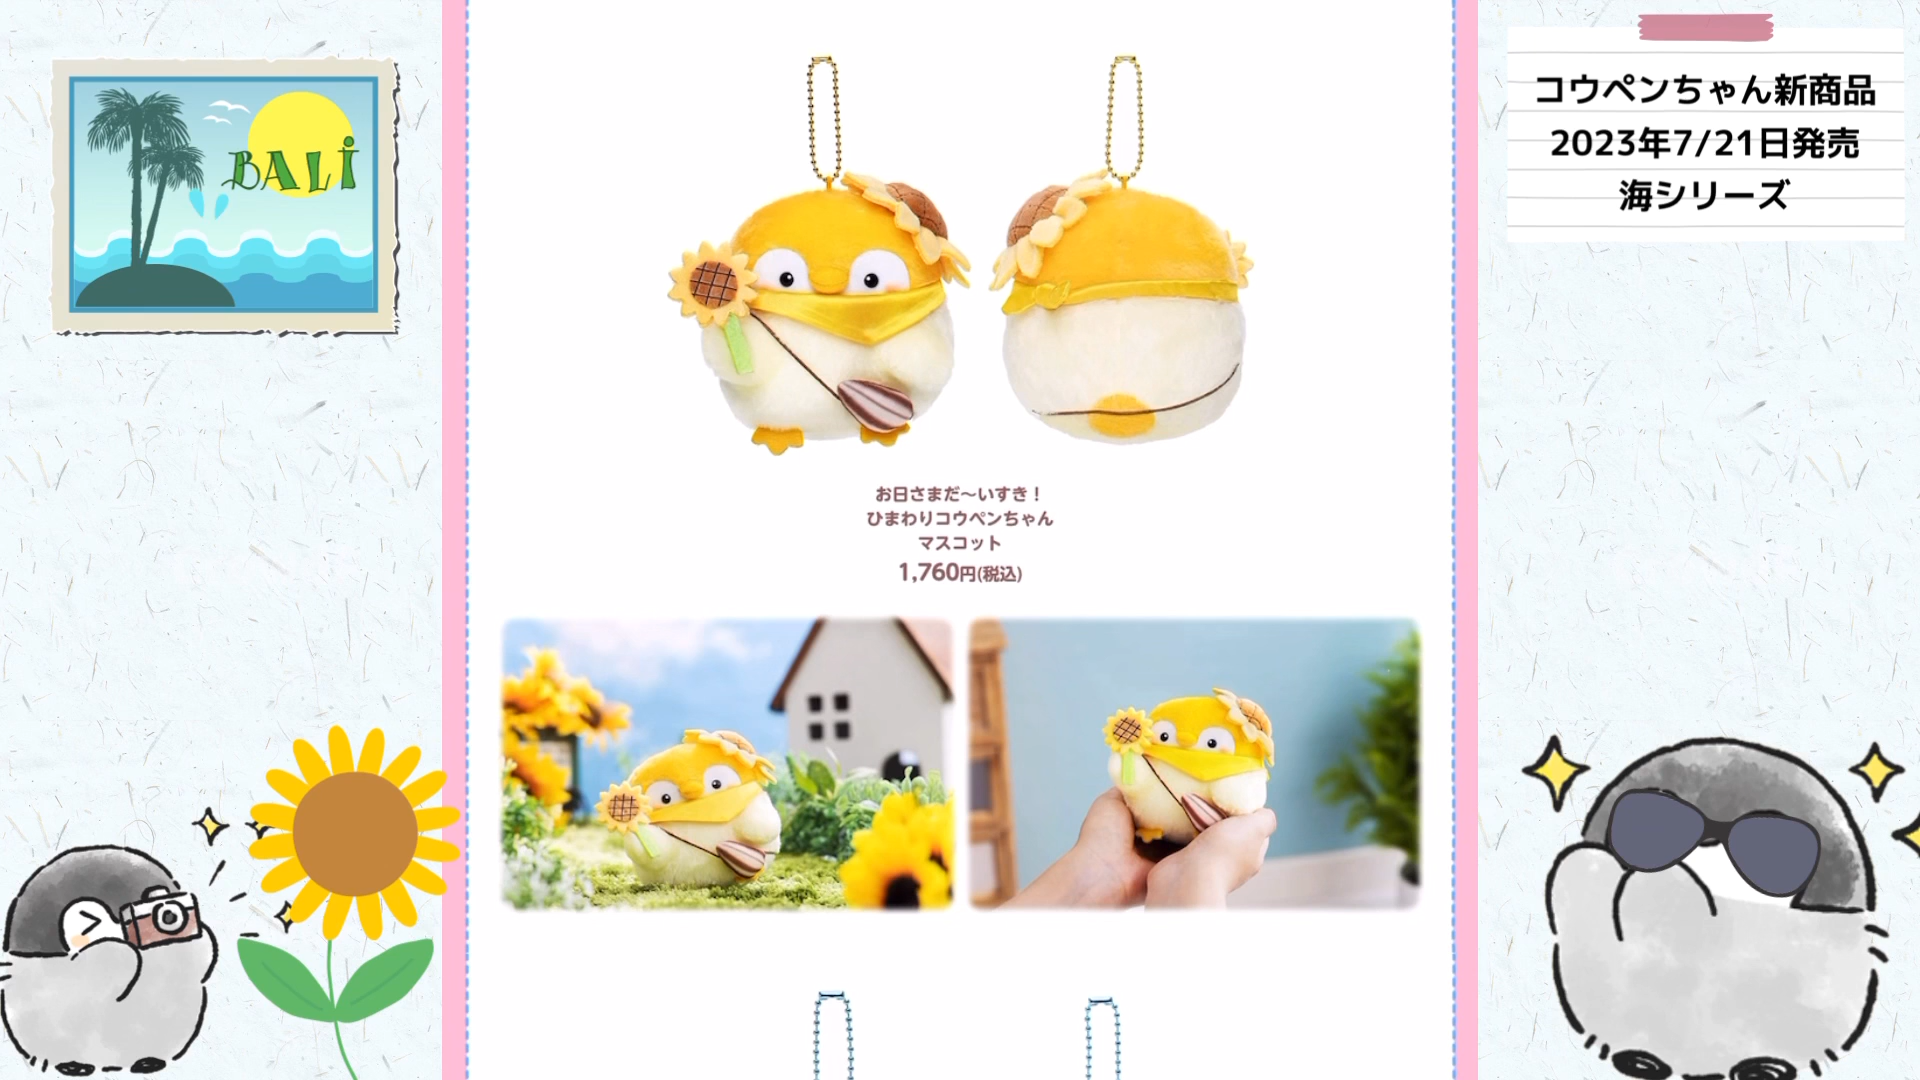 BALi
コウペンちゃん新商品
2023年7/21日発売
海シリーズ
お日さまだ～いすき！
ひまわりコウペンちゃん
マスコット
1,760円(税込)